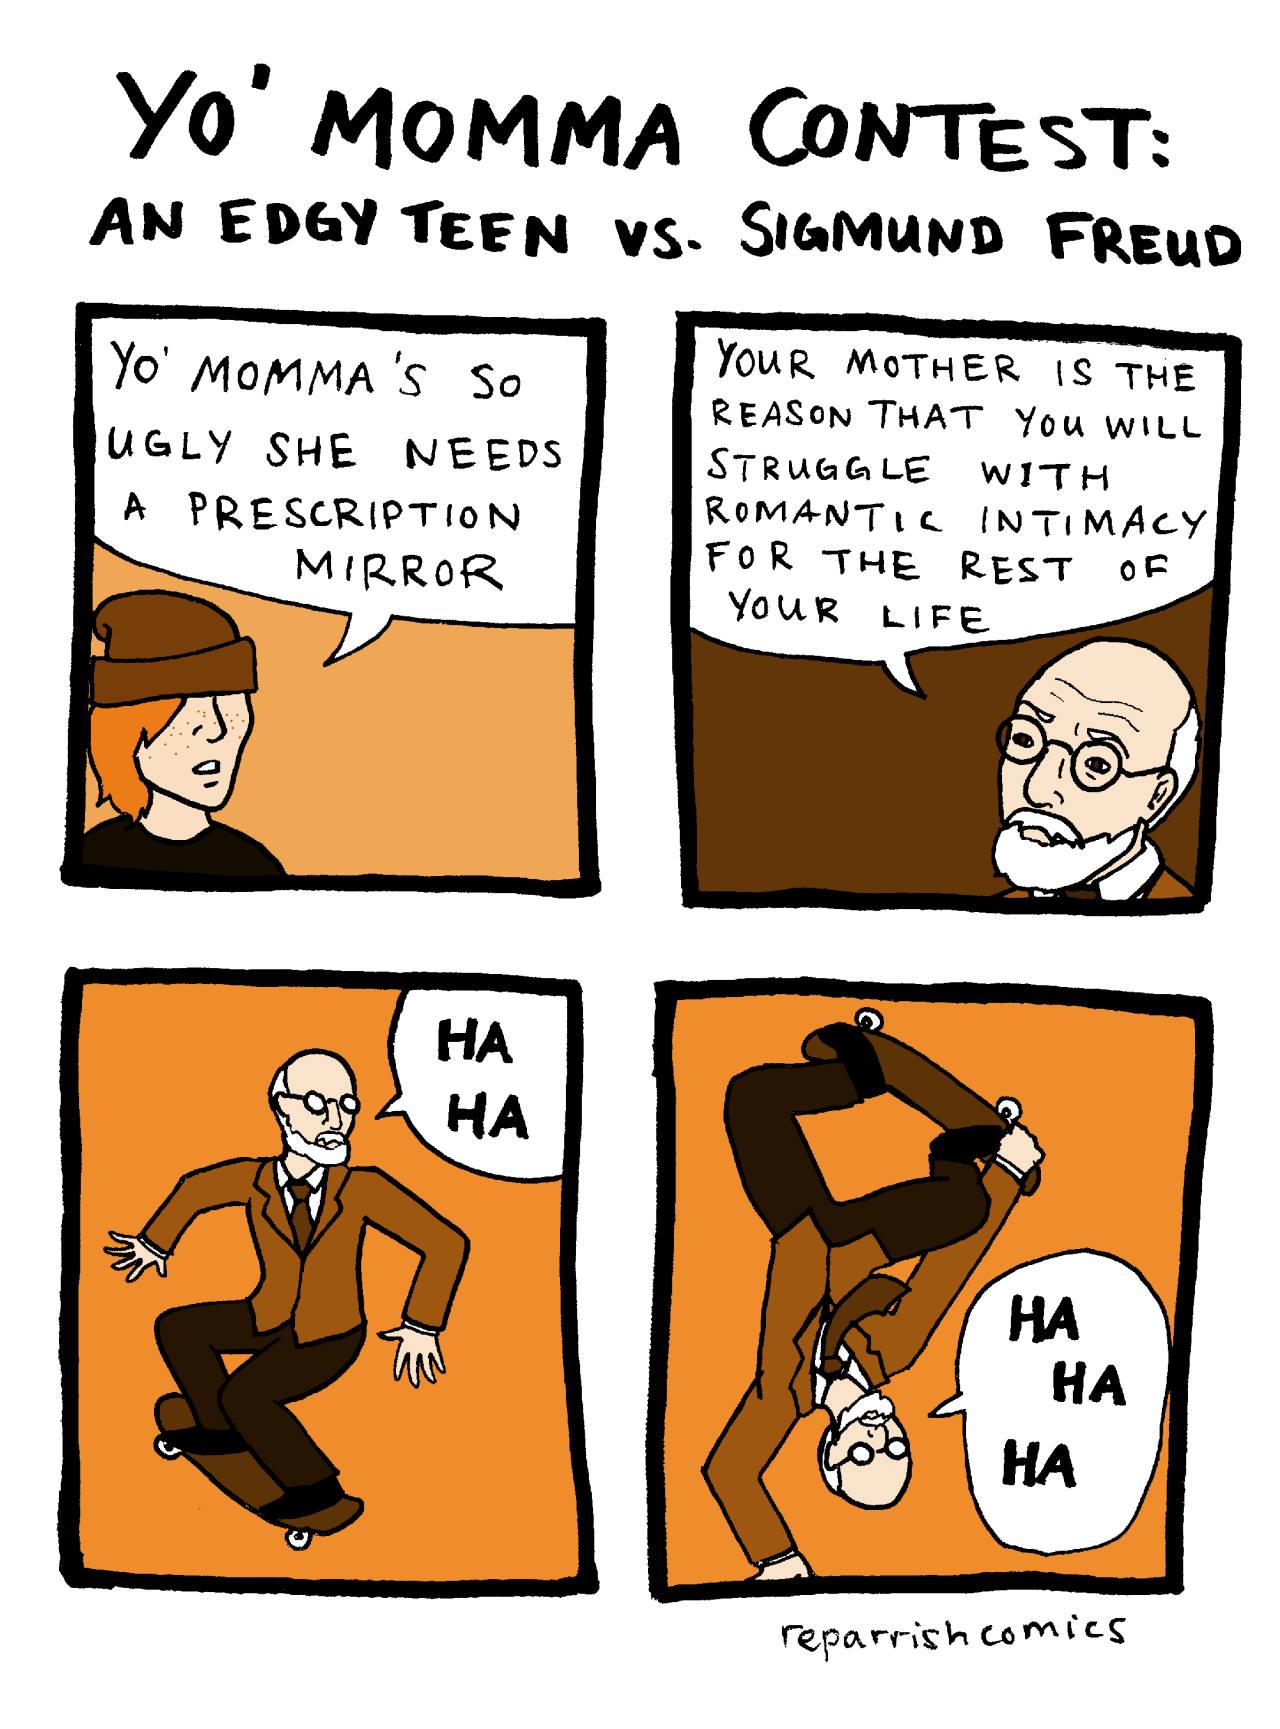 YO' MOMMA CONTEST:
AN EDGY TEEN VS. SIGMUND FREUD
YO' MOMMA'S SO
UGLY SHE NEEDS
A PRESCRIPTION
MIRROR
YOUR MOTHER IS THE
REASON THAT YOU WILL
STRUGGLE WITH
ROMANTIC INTIMACY
FOR THE REST OF
YOUR LIFE
HA
HA
HA
HA
HA
reparrishcomics